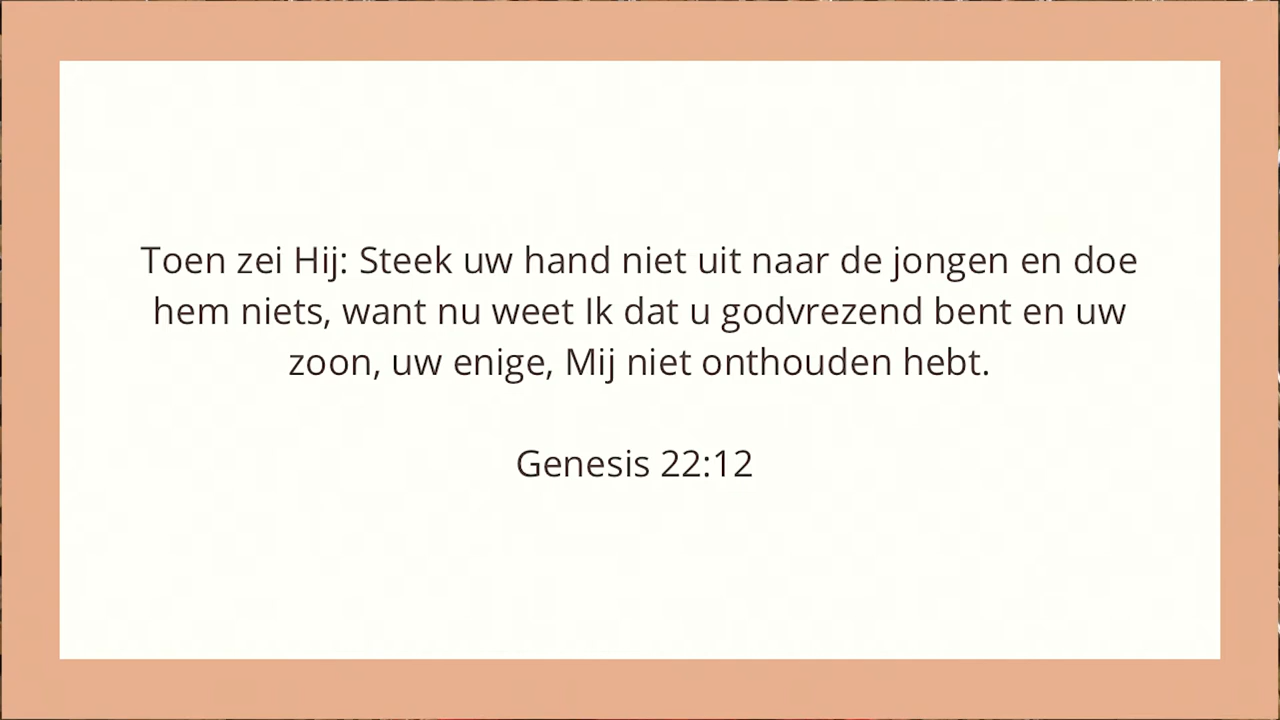 Toen zei Hij: Steek uw hand niet uit naar de jongen en doe
hem niets, want nu weet Ik dat u godvrezend bent en uw
zoon, uw enige, Mij niet onthouden hebt.
Genesis 22:12